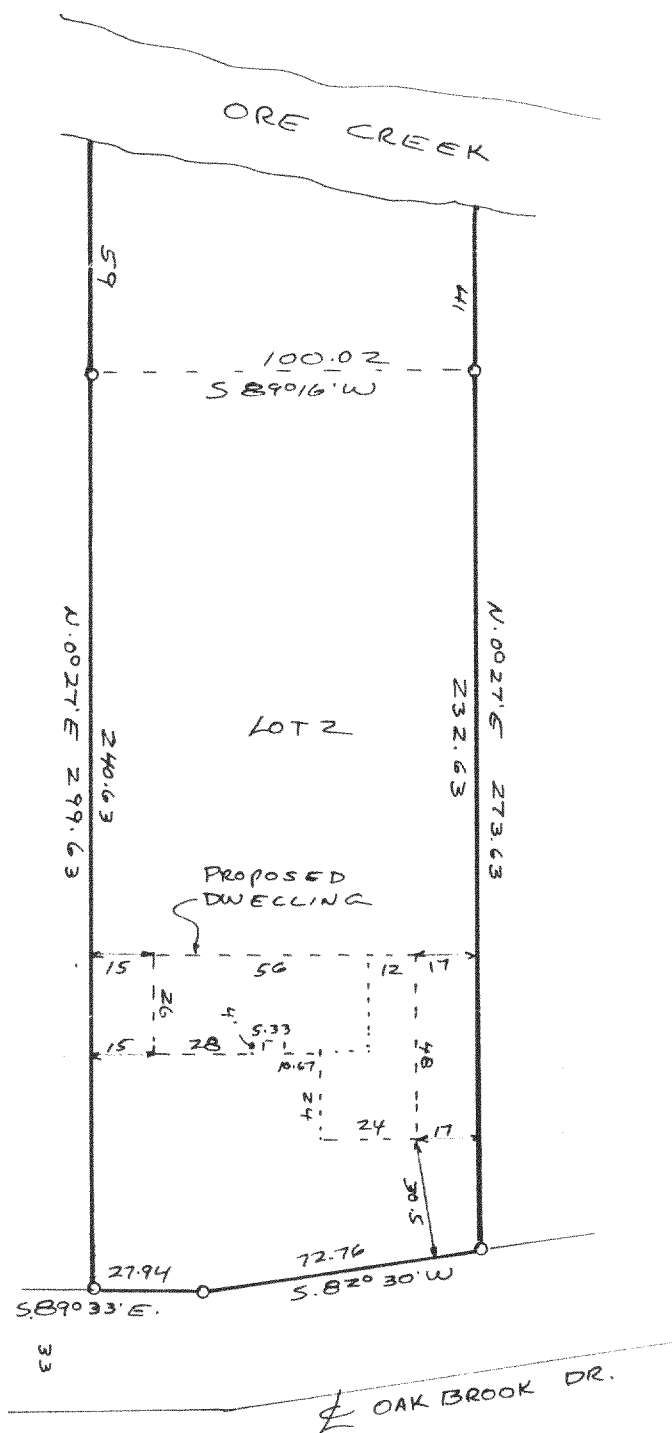 ORE CREEK
59
41
100.02
S 89°16'W
N.0°27'E 299.63
240.63
LOT 2
232.63
N.0°27'E 273.63
PROPOSED
DWELLING
15
56
12
17
26
4'
5.33
15
28
10.67
48
24
24
17
30.5
27.94
72.76
S.89°33'E.
S.82°30'W
33
℄ OAK BROOK DR.